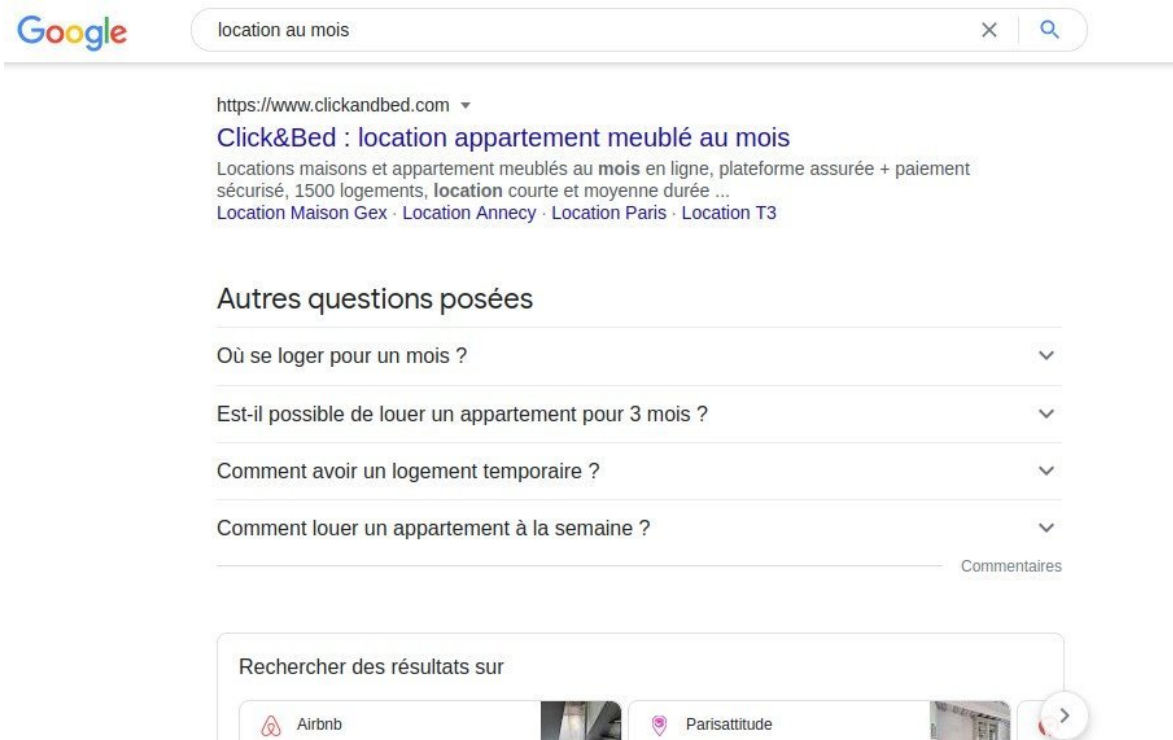 Google
location au mois
https://www.clickandbed.com
Click&Bed : location appartement meublé au mois
Locations maisons et appartement meublés au mois en ligne, plateforme assurée + paiement
sécurisé, 1500 logements, location courte et moyenne durée ...
Location Maison Gex · Location Annecy · Location Paris · Location T3
Autres questions posées
Où se loger pour un mois ?
Est-il possible de louer un appartement pour 3 mois ?
Comment avoir un logement temporaire ?
Comment louer un appartement à la semaine ?
Commentaires
Rechercher des résultats sur
Airbnb
Parisattitude